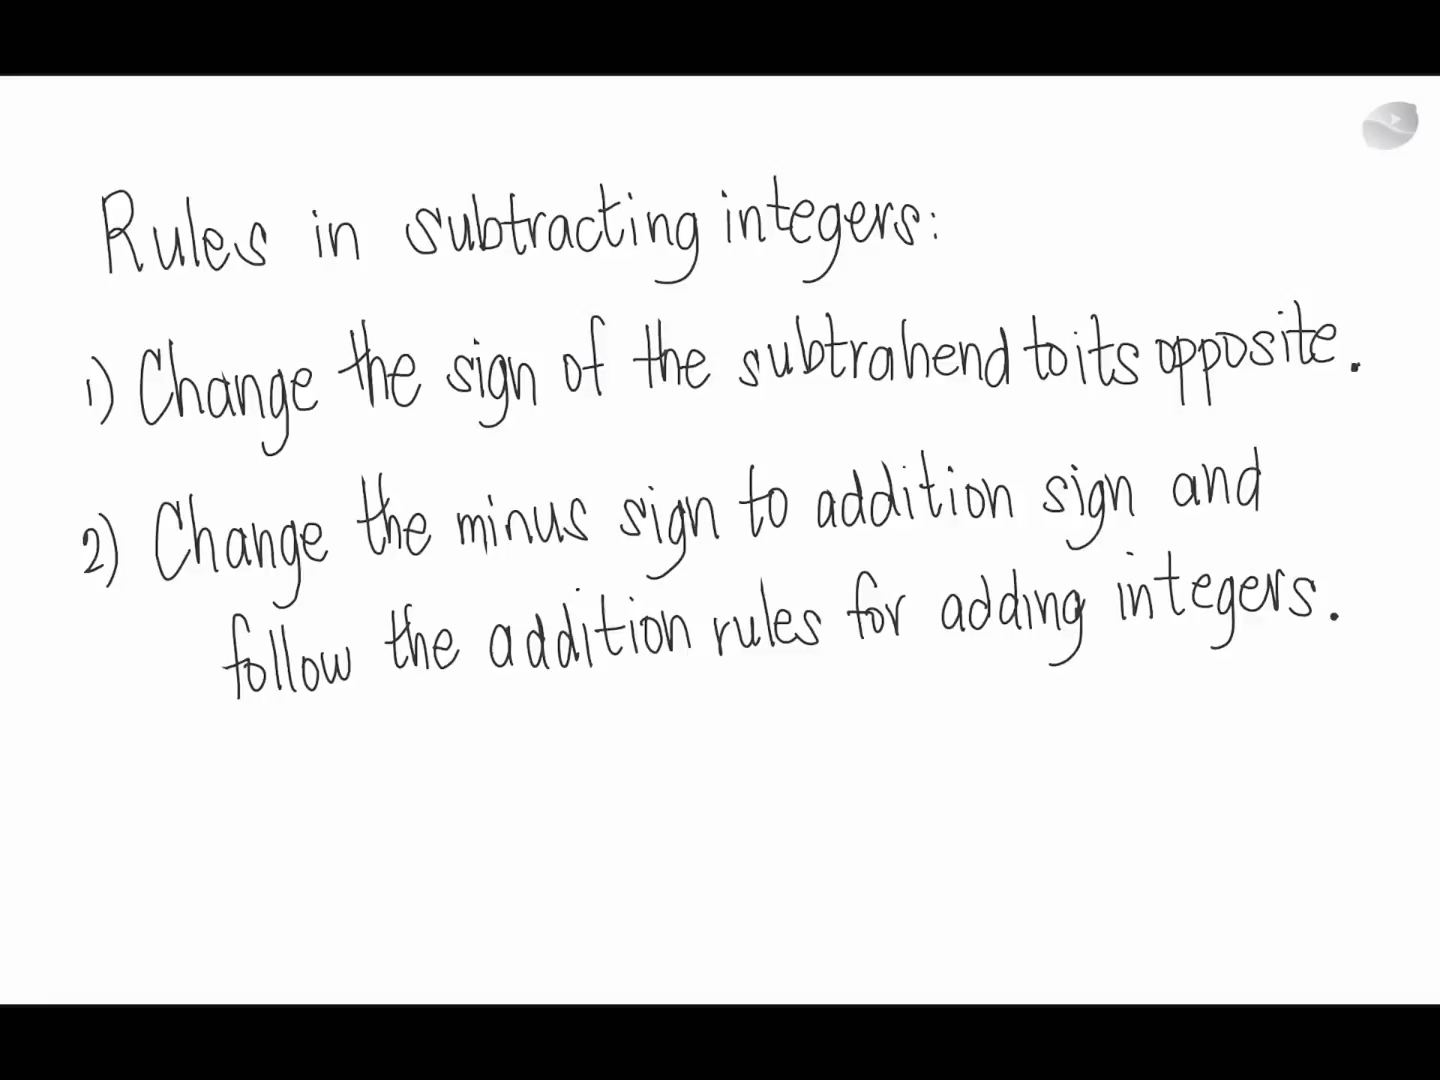 Rules in subtracting integers:
1) Change the sign of the subtrahend to its opposite.
2) Change the minus sign to addition sign and
follow the addition rules for adding integers.